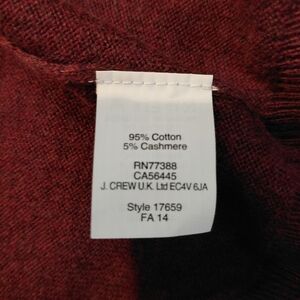 95% Cotton
5% Cashmere
RN77388
CA56445
J. CREW U.K. Ltd EC4V 6JA
Style 17659
FA 14